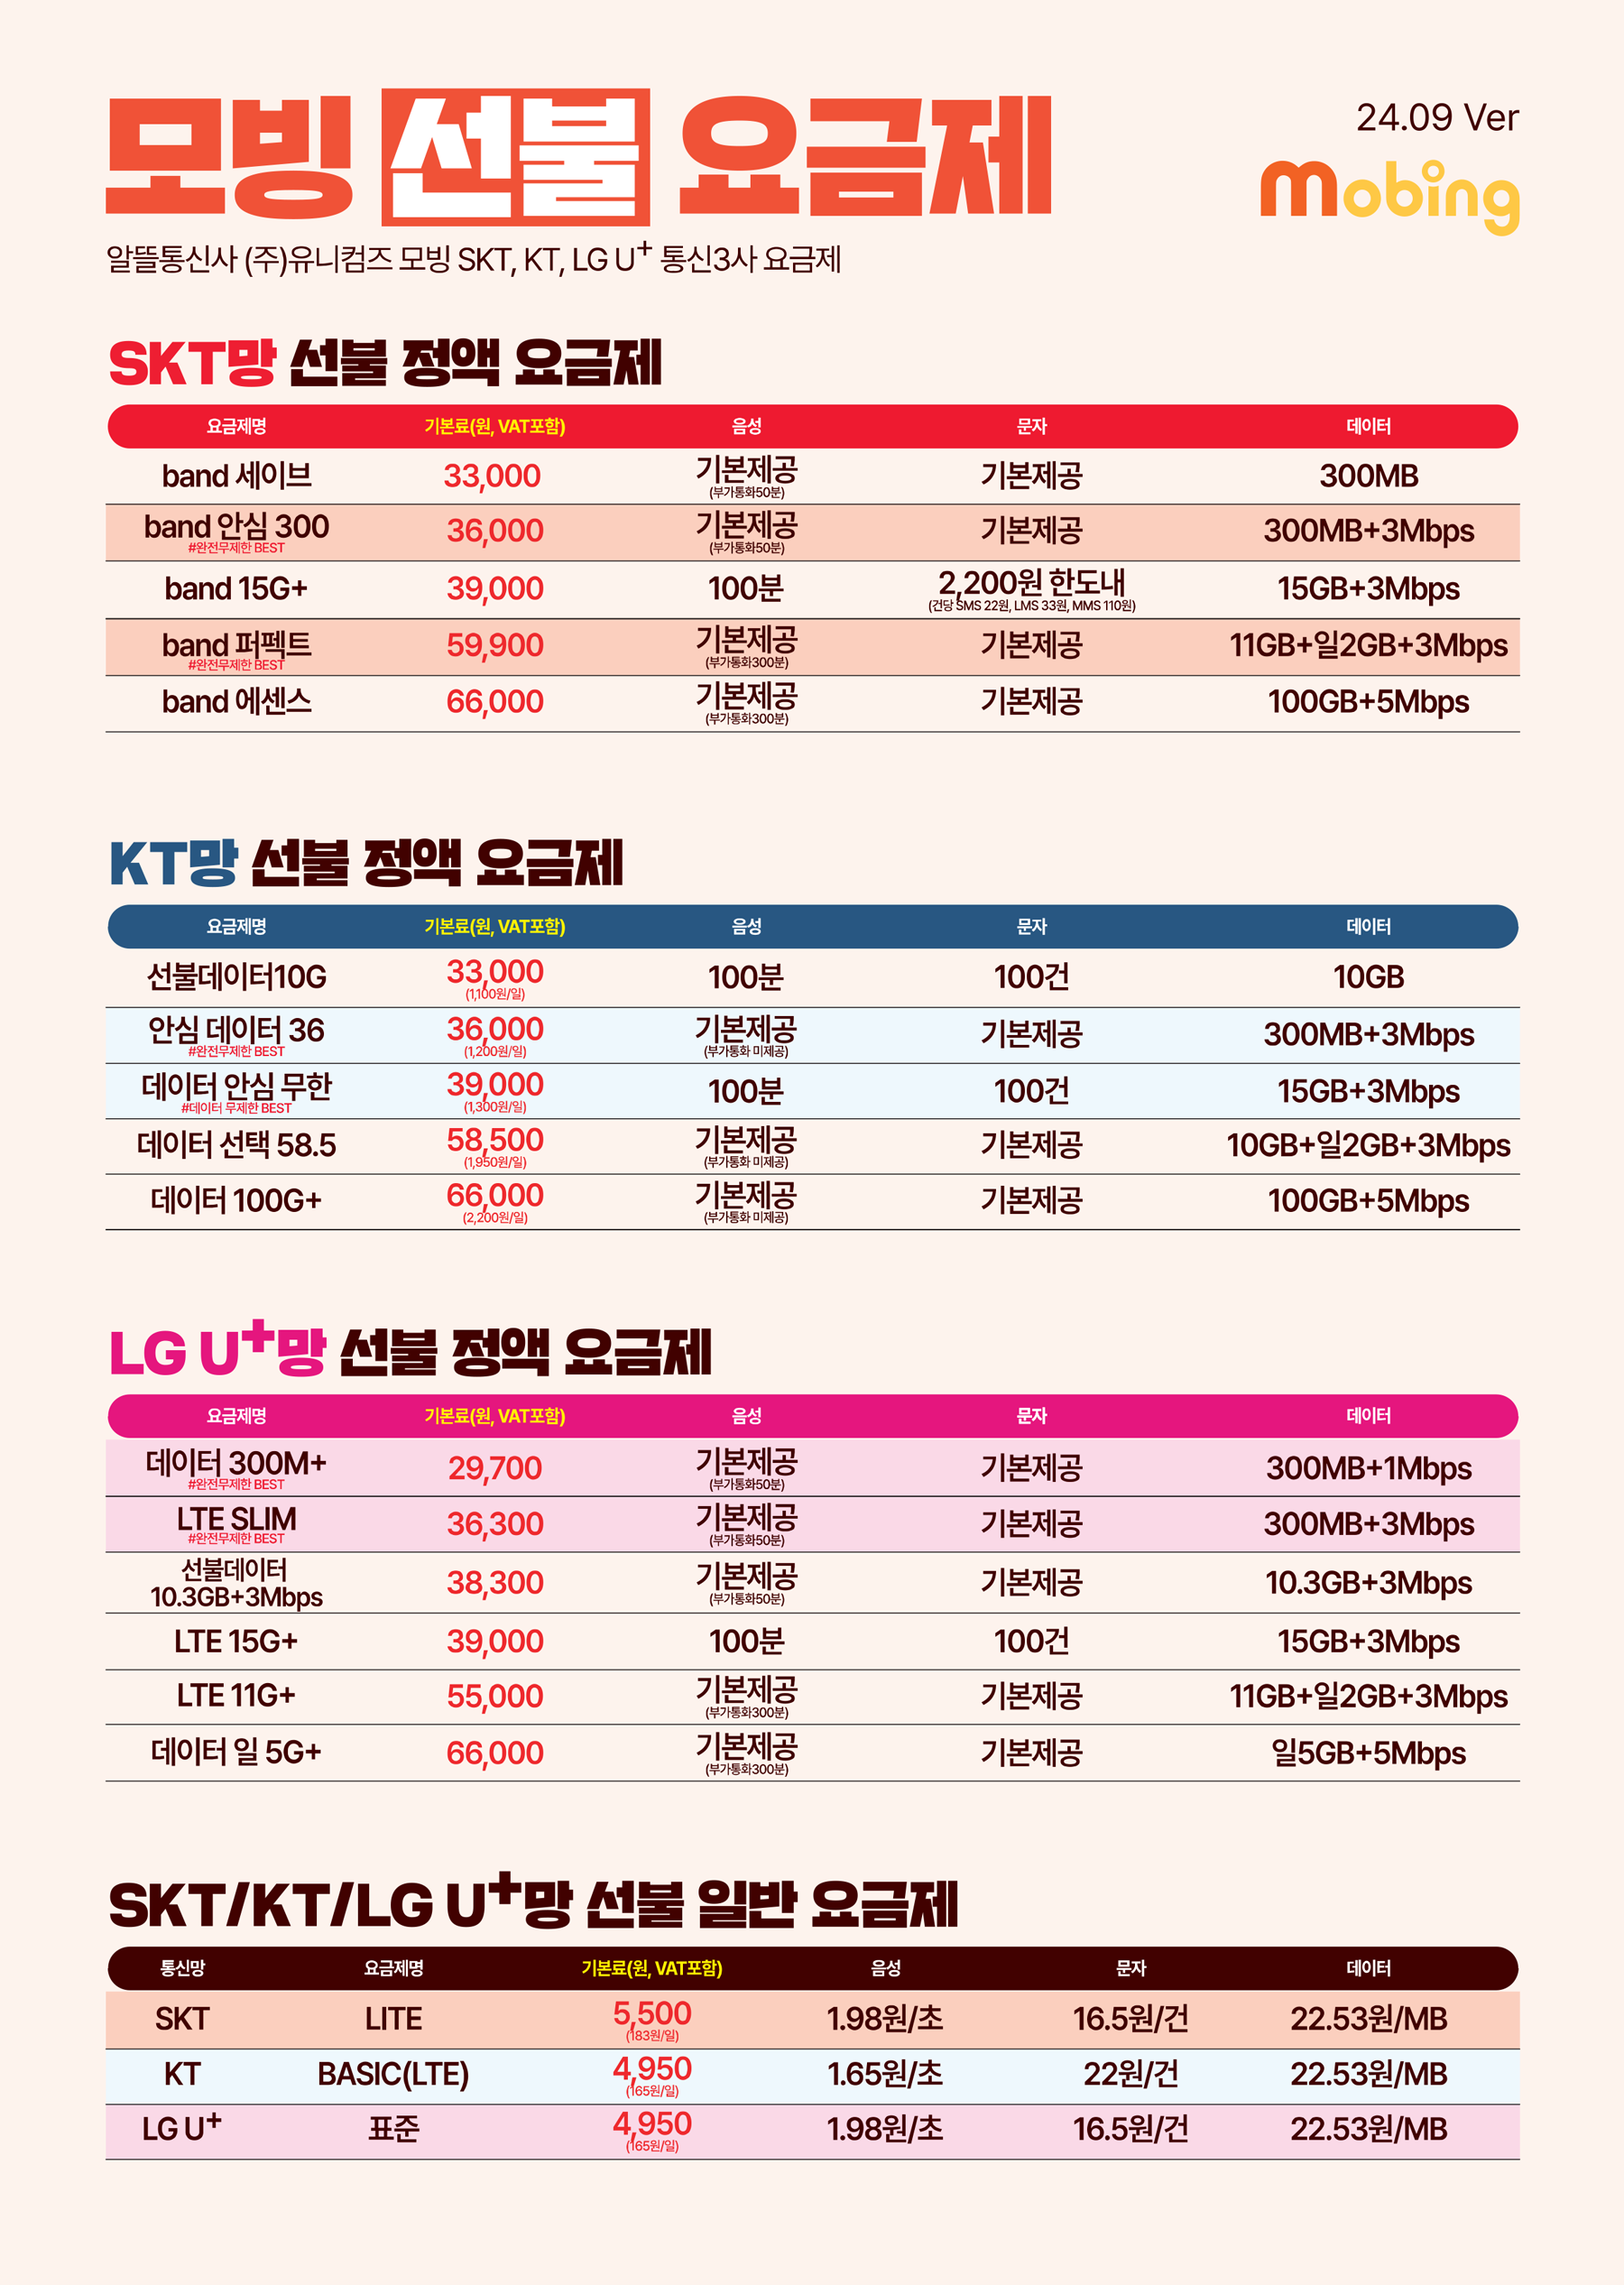 모빙 선불 요금제
24.09 Ver
mobing
알뜰통신사 (주)유니컴즈 모빙 SKT, KT, LG U+ 통신3사 요금제
SKT망 선불 정액 요금제
요금제명 기본료(원, VAT포함) 음성 문자 데이터
band 세이브 33,000 기본제공 기본제공 300MB
(부가통화50분)
band 안심 300 36,000 기본제공 기본제공 300MB+3Mbps
#완전무제한 BEST (부가통화50분)
band 15G+ 39,000 100분 2,200원 한도내 15GB+3Mbps
(건당 SMS 22원, LMS 33원, MMS 110원)
band 퍼펙트 59,900 기본제공 기본제공 11GB+일2GB+3Mbps
#완전무제한 BEST (부가통화300분)
band 에센스 66,000 기본제공 기본제공 100GB+5Mbps
(부가통화300분)
KT망 선불 정액 요금제
요금제명 기본료(원, VAT포함) 음성 문자 데이터
선불데이터10G 33,000 100분 100건 10GB
(1,100원/일)
안심 데이터 36 36,000 기본제공 기본제공 300MB+3Mbps
#완전무제한 BEST (1,200원/일) (부가통화 미제공)
데이터 안심 무한 39,000 100분 100건 15GB+3Mbps
#데이터 무제한 BEST (1,300원/일)
데이터 선택 58.5 58,500 기본제공 기본제공 10GB+일2GB+3Mbps
(1,950원/일) (부가통화 미제공)
데이터 100G+ 66,000 기본제공 기본제공 100GB+5Mbps
(2,200원/일) (부가통화 미제공)
LG U+망 선불 정액 요금제
요금제명 기본료(원, VAT포함) 음성 문자 데이터
데이터 300M+ 29,700 기본제공 기본제공 300MB+1Mbps
#완전무제한 BEST (부가통화50분)
LTE SLIM 36,300 기본제공 기본제공 300MB+3Mbps
#완전무제한 BEST (부가통화50분)
선불데이터
10.3GB+3Mbps 38,300 기본제공 기본제공 10.3GB+3Mbps
(부가통화50분)
LTE 15G+ 39,000 100분 100건 15GB+3Mbps
LTE 11G+ 55,000 기본제공 기본제공 11GB+일2GB+3Mbps
(부가통화300분)
데이터 일 5G+ 66,000 기본제공 기본제공 일5GB+5Mbps
(부가통화300분)
SKT/KT/LG U+망 선불 일반 요금제
통신망 요금제명 기본료(원, VAT포함) 음성 문자 데이터
SKT LITE 5,500 1.98원/초 16.5원/건 22.53원/MB
(183원/일)
KT BASIC(LTE) 4,950 1.65원/초 22원/건 22.53원/MB
(165원/일)
LG U+ 표준 4,950 1.98원/초 16.5원/건 22.53원/MB
(165원/일)